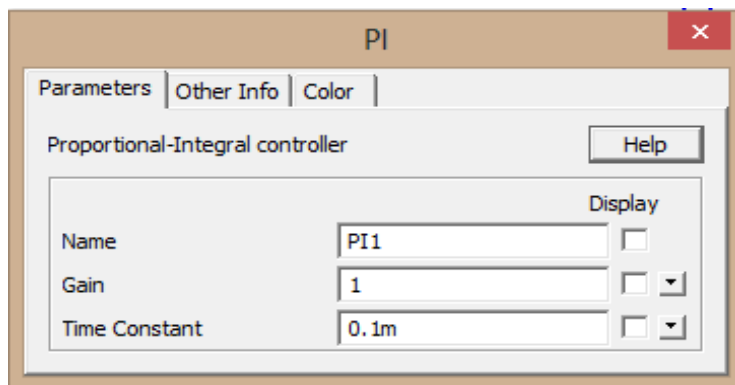 PI
Parameters Other Info Color
Proportional-Integral controller Help
Display
Name PI1
Gain 1
Time Constant 0.1m